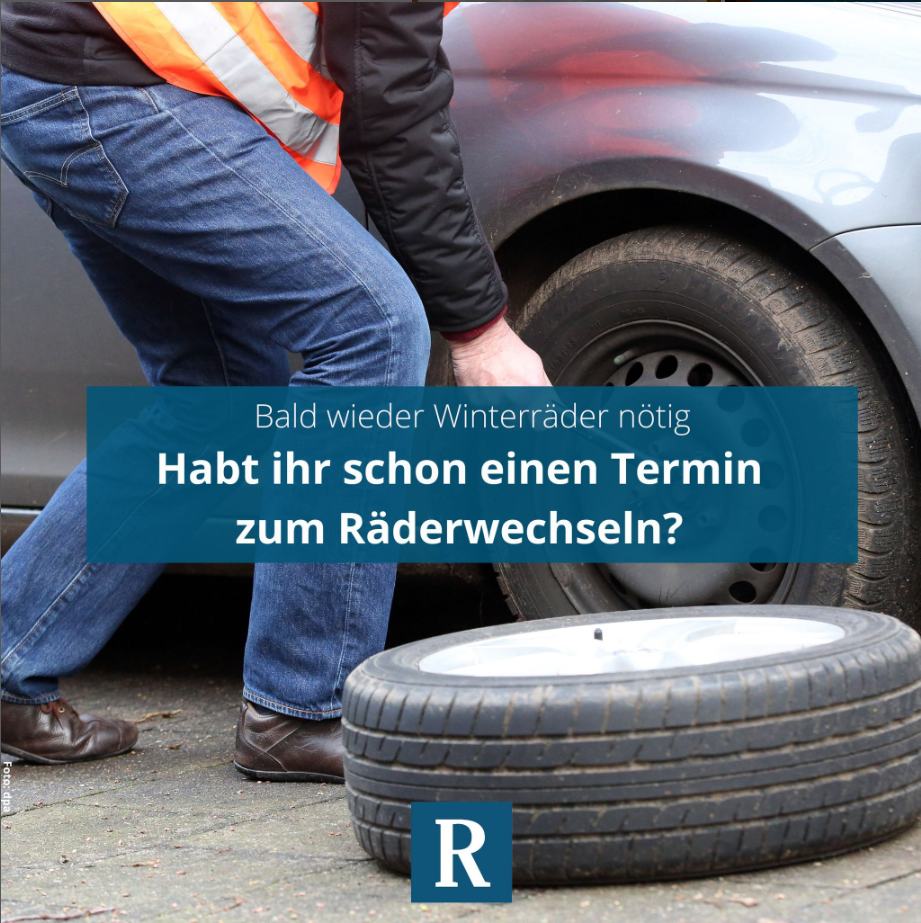 Bald wieder Winterräder nötig
Habt ihr schon einen Termin
zum Räderwechseln?
Foto: dpa
R